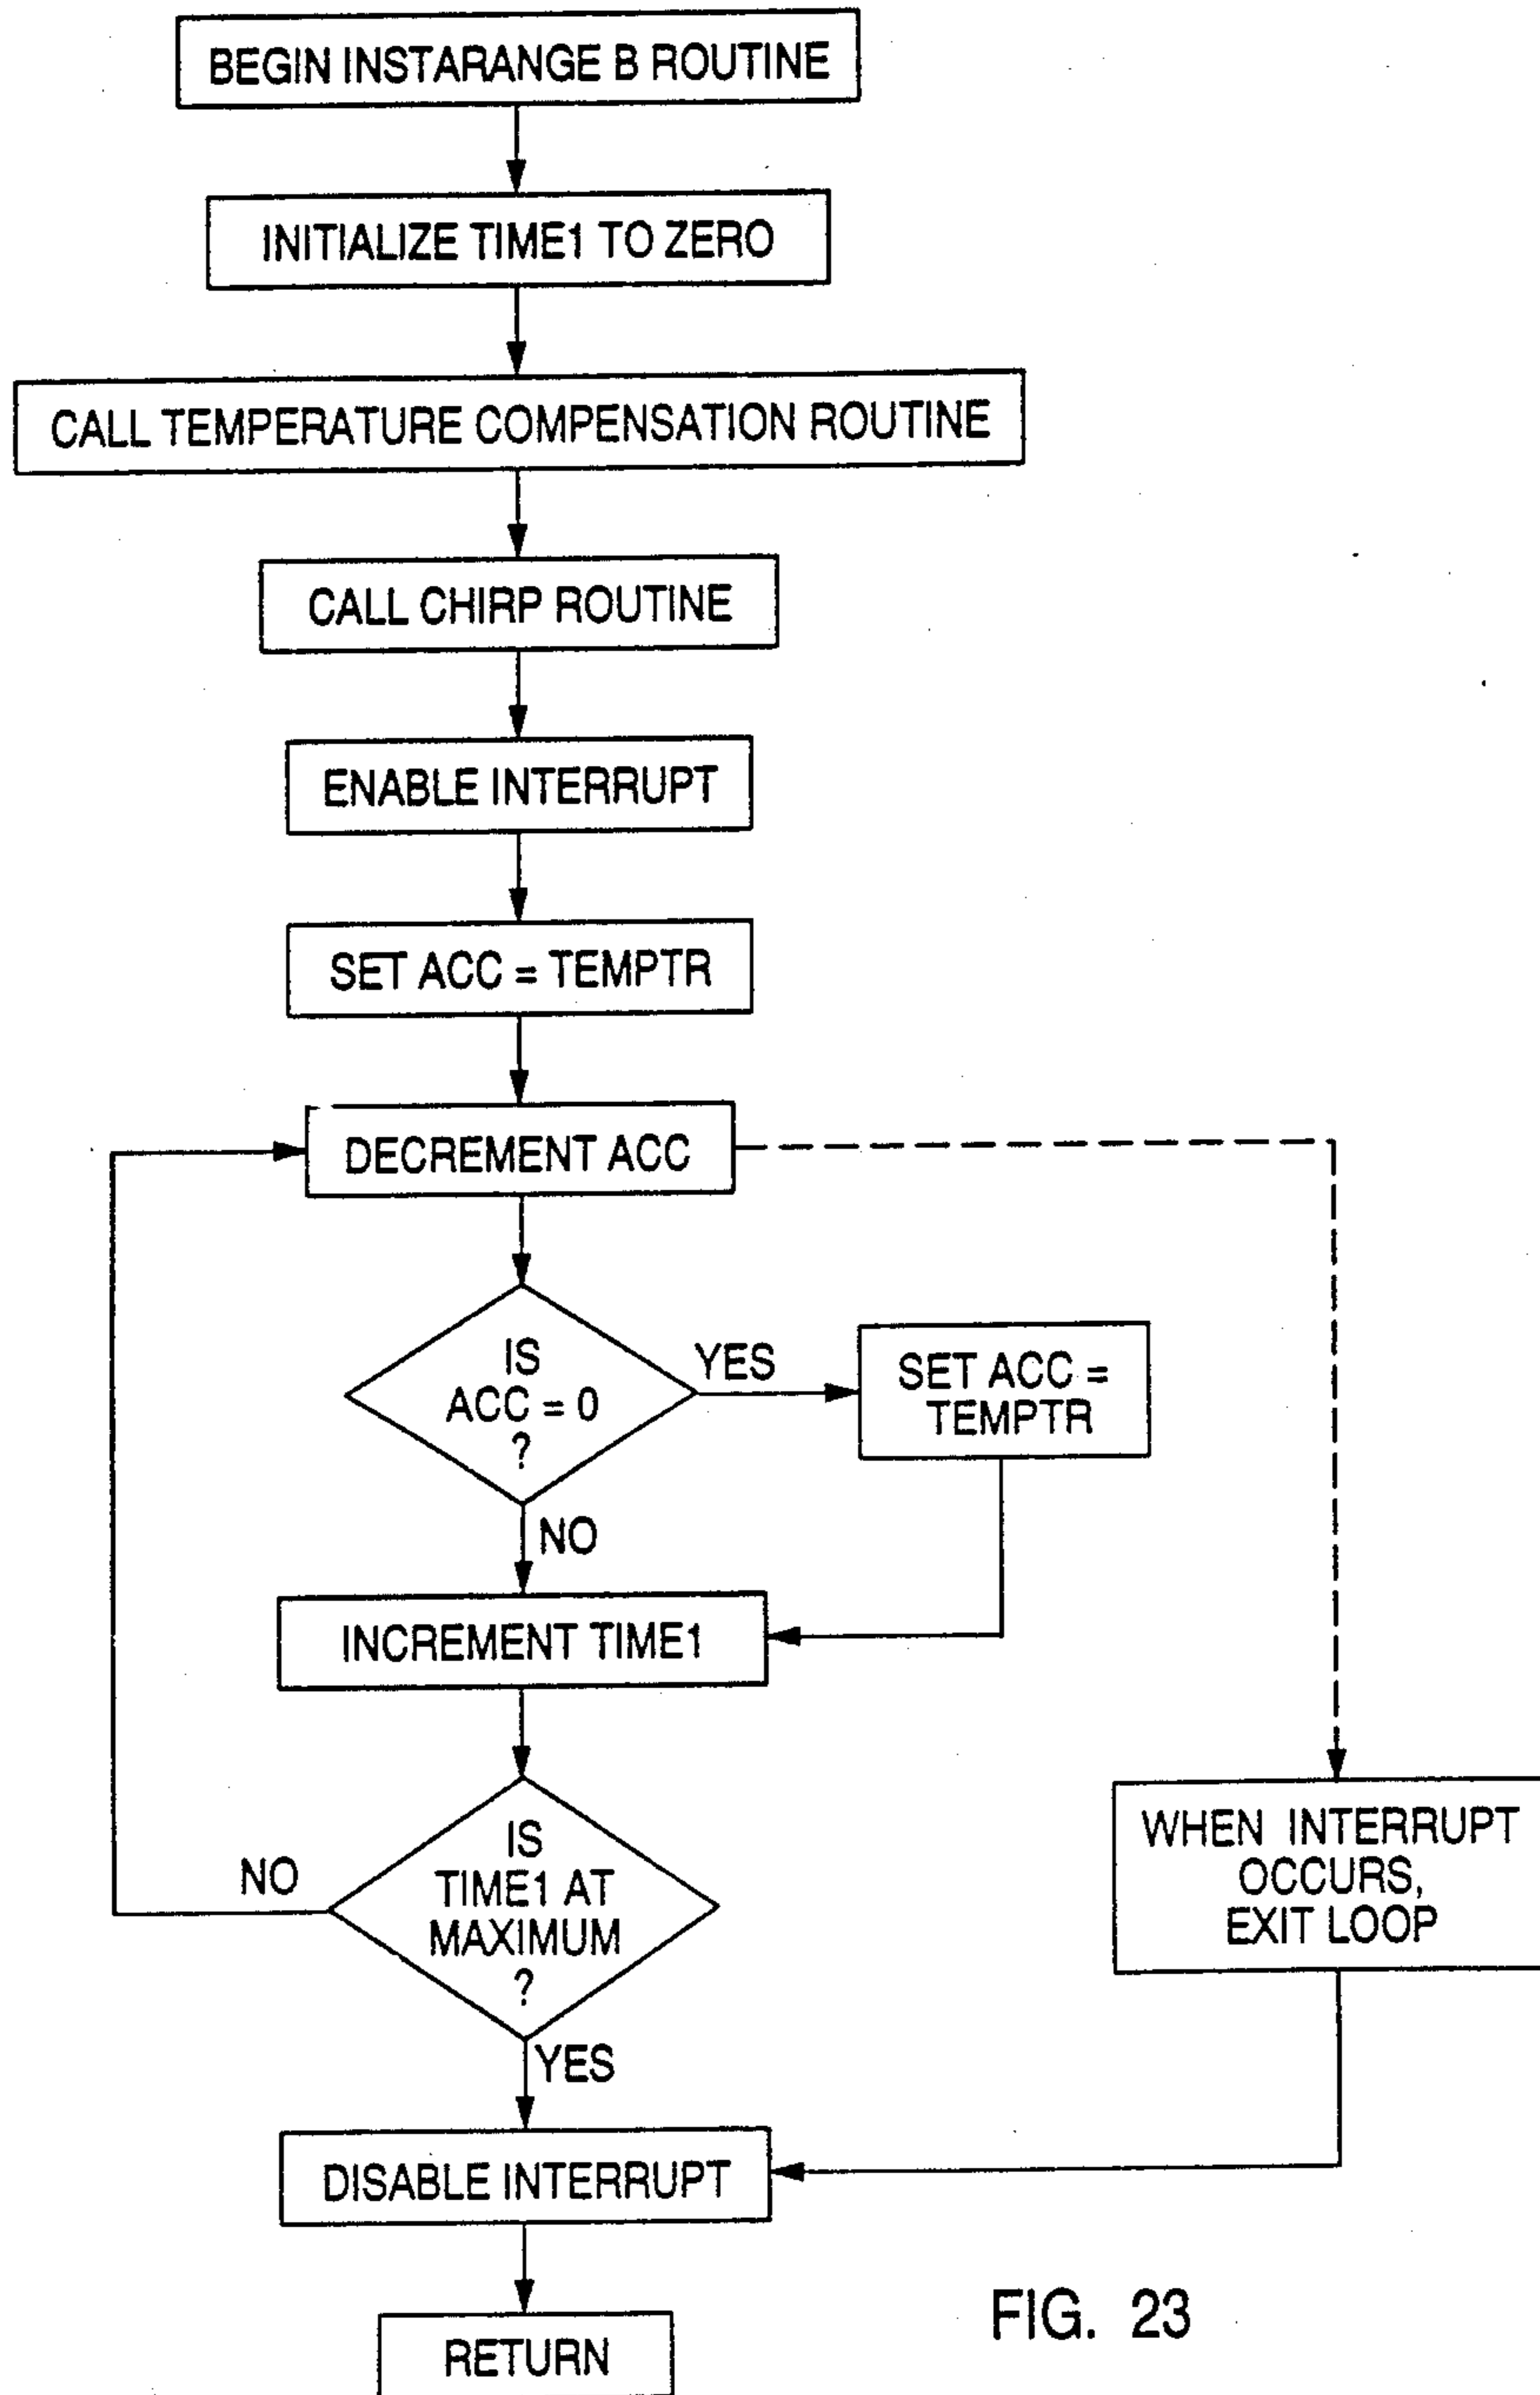 BEGIN INSTARANGE B ROUTINE
INITIALIZE TIME1 TO ZERO
CALL TEMPERATURE COMPENSATION ROUTINE
CALL CHIRP ROUTINE
ENABLE INTERRUPT
SET ACC = TEMPTR
DECREMENT ACC
IS
ACC = 0
?
YES
SET ACC =
TEMPTR
NO
INCREMENT TIME1
IS
TIME1 AT
MAXIMUM
?
NO
WHEN INTERRUPT
OCCURS,
EXIT LOOP
YES
DISABLE INTERRUPT
RETURN
FIG. 23